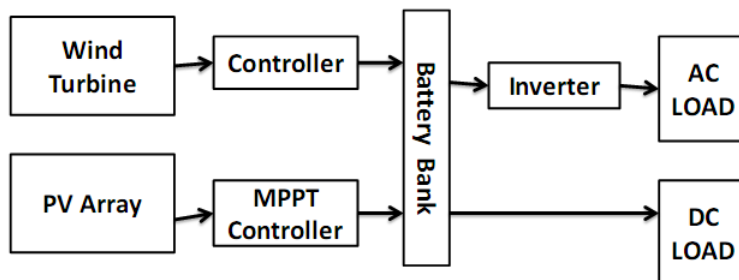 Wind
Turbine
Controller
Battery Bank
Inverter
AC
LOAD
PV Array
MPPT
Controller
DC
LOAD